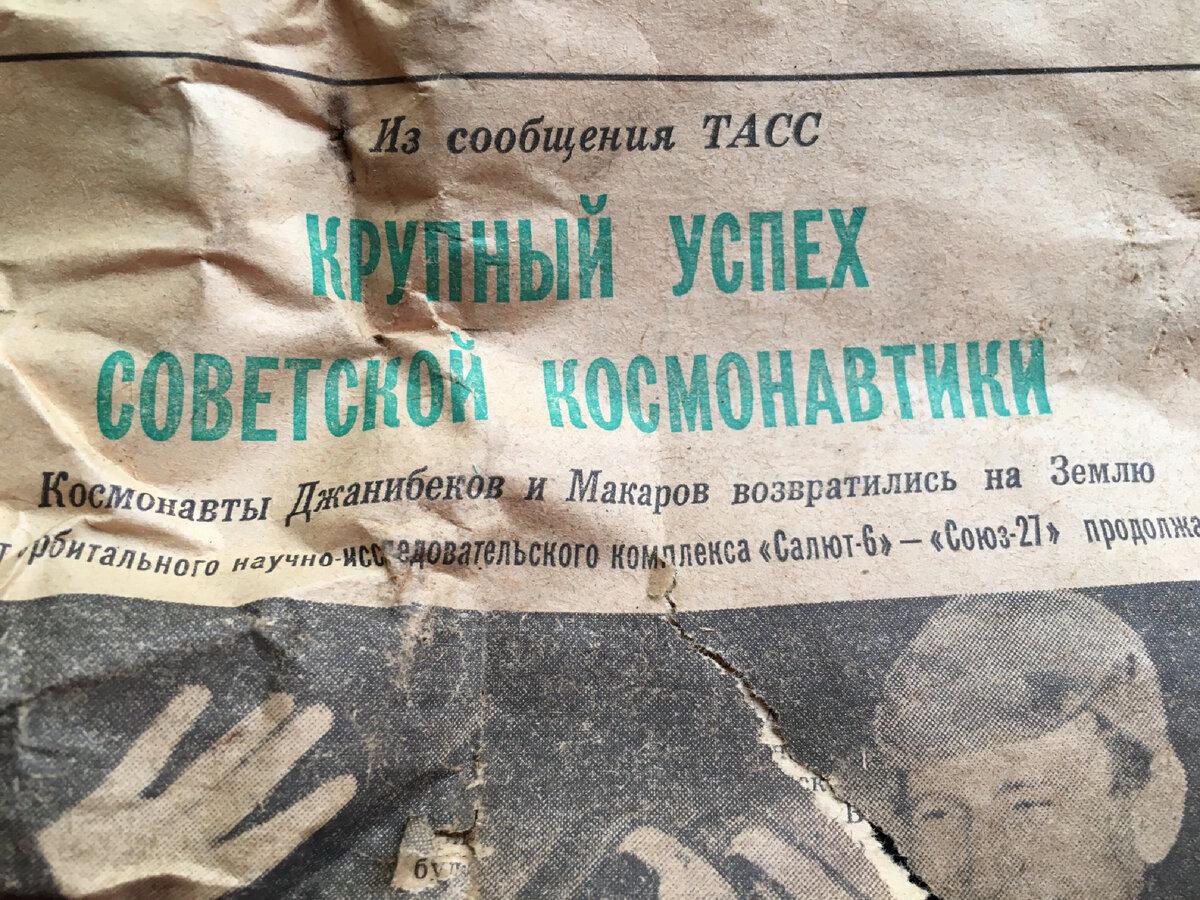 Из сообщения ТАСС
КРУПНЫЙ УСПЕХ
СОВЕТСКОЙ КОСМОНАВТИКИ
Космонавты Джанибеков и Макаров возвратились на Землю
научно-исследовательского комплекса «Салют-6» — «Союз-27»